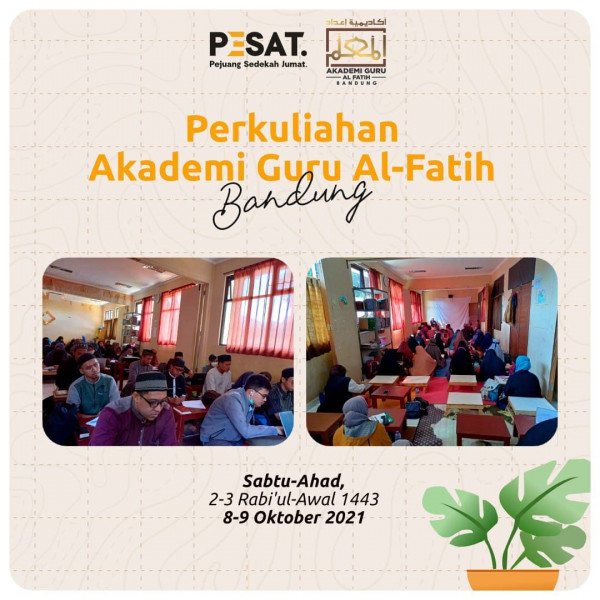 PESAT.
Pejuang Sedekah Jumat.
أكاديمية إعداد
AKADEMI GURU
AL FATIH
BANDUNG
Perkuliahan
Akademi Guru Al-Fatih
Bandung
Sabtu-Ahad,
2-3 Rabi'ul-Awal 1443
8-9 Oktober 2021